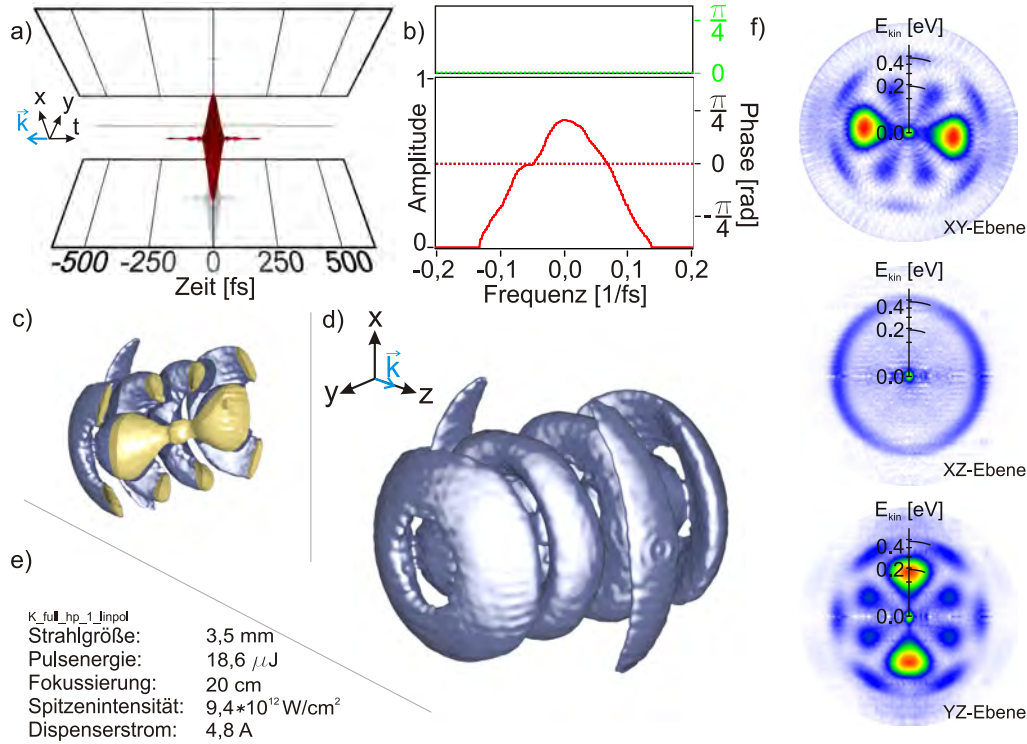 a)
x
y
k
t
-500 -250 0 250 500
Zeit [fs]
b)
π/4
0
1
Amplitude
0
π/4
0
-π/4
Phase [rad]
-0,2 -0,1 0,0 0,1 0,2
Frequenz [1/fs]
c)
d)
x
k
y
z
e)
K_full_hp_1_linpol
Strahlgröße: 3,5 mm
Pulsenergie: 18,6 μJ
Fokussierung: 20 cm
Spitzenintensität: 9,4*10¹² W/cm²
Dispenserstrom: 4,8 A
f)
E_kin [eV]
0.4
0.2
0.0
XY-Ebene
E_kin [eV]
0.4
0.2
0.0
XZ-Ebene
E_kin [eV]
0.4
0.2
0.0
YZ-Ebene